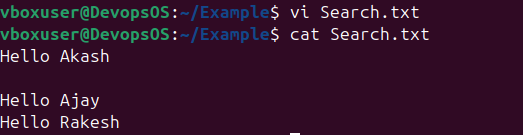 vboxuser@DevopsOS:~/Example$ vi Search.txt
vboxuser@DevopsOS:~/Example$ cat Search.txt
Hello Akash
Hello Ajay
Hello Rakesh